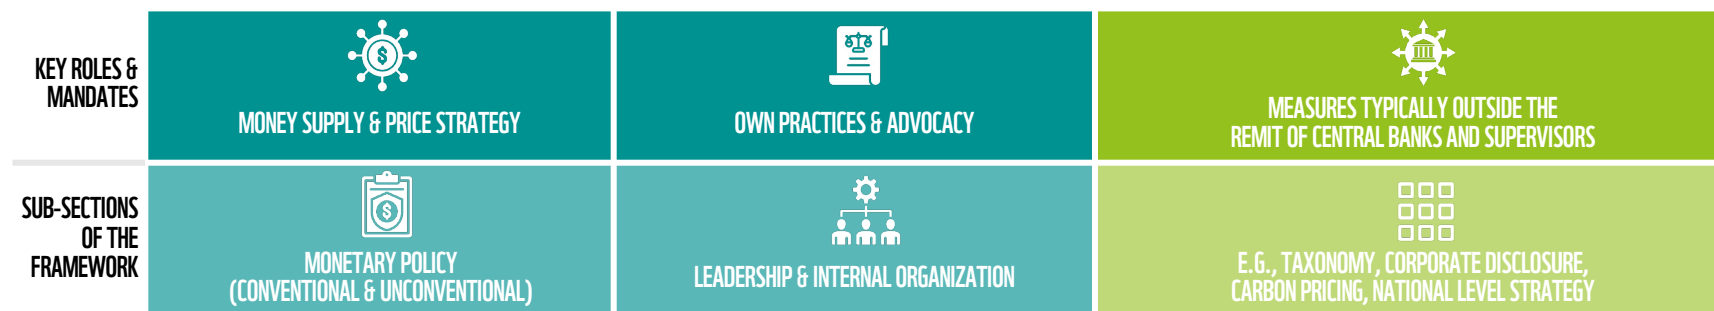 KEY ROLES &
MANDATES
MONEY SUPPLY & PRICE STRATEGY
OWN PRACTICES & ADVOCACY
MEASURES TYPICALLY OUTSIDE THE
REMIT OF CENTRAL BANKS AND SUPERVISORS
SUB-SECTIONS
OF THE
FRAMEWORK
MONETARY POLICY
(CONVENTIONAL & UNCONVENTIONAL)
LEADERSHIP & INTERNAL ORGANIZATION
E.G., TAXONOMY, CORPORATE DISCLOSURE,
CARBON PRICING, NATIONAL LEVEL STRATEGY